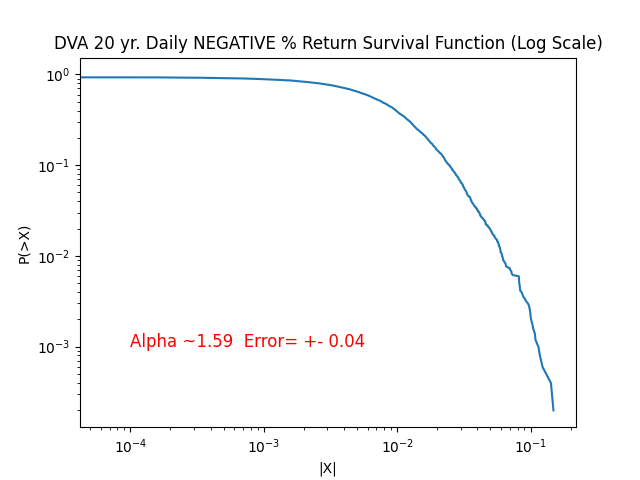 DVA 20 yr. Daily NEGATIVE % Return Survival Function (Log Scale)
P(>X)
10^0
10^-1
10^-2
10^-3
Alpha ~1.59  Error= +- 0.04
10^-4 10^-3 10^-2 10^-1
|X|